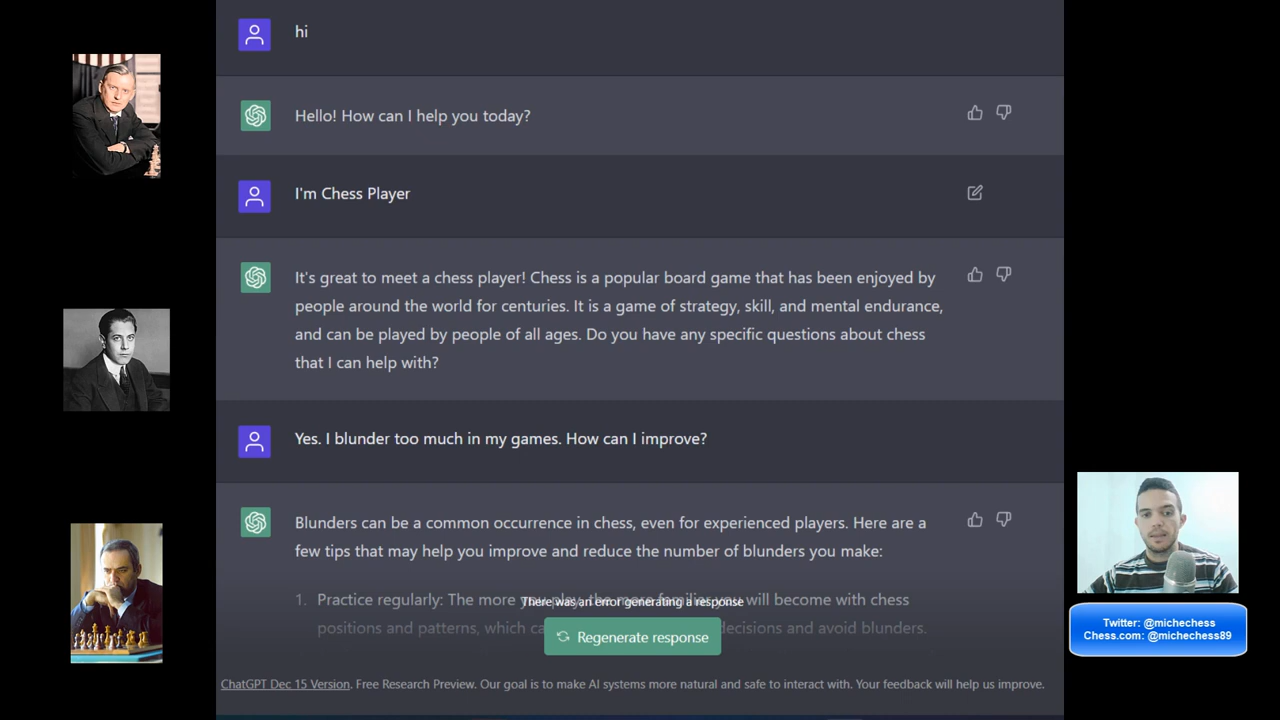 hi
Hello! How can I help you today?
I'm Chess Player
It's great to meet a chess player! Chess is a popular board game that has been enjoyed by
people around the world for centuries. It is a game of strategy, skill, and mental endurance,
and can be played by people of all ages. Do you have any specific questions about chess
that I can help with?
Yes. I blunder too much in my games. How can I improve?
Blunders can be a common occurrence in chess, even for experienced players. Here are a
few tips that may help you improve and reduce the number of blunders you make:
1. Practice regularly: The more you play, the more familiar you will become with chess
There was an error generating a response
positions and patterns, which decisions and avoid blunders.
Regenerate response
Twitter: @michechess
Chess.com: @michechess89
ChatGPT Dec 15 Version. Free Research Preview. Our goal is to make AI systems more natural and safe to interact with. Your feedback will help us improve.